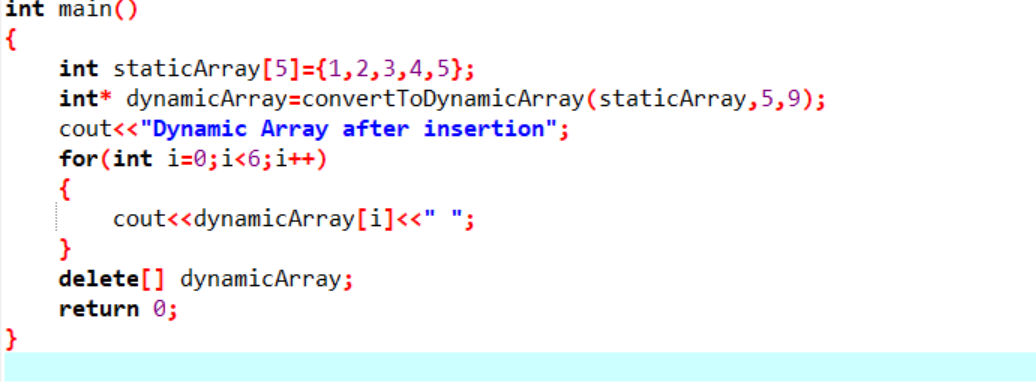 int main()
{
    int staticArray[5]={1,2,3,4,5};
    int* dynamicArray=convertToDynamicArray(staticArray,5,9);
    cout<<"Dynamic Array after insertion";
    for(int i=0;i<6;i++)
    {
        cout<<dynamicArray[i]<<" ";
    }
    delete[] dynamicArray;
    return 0;
}